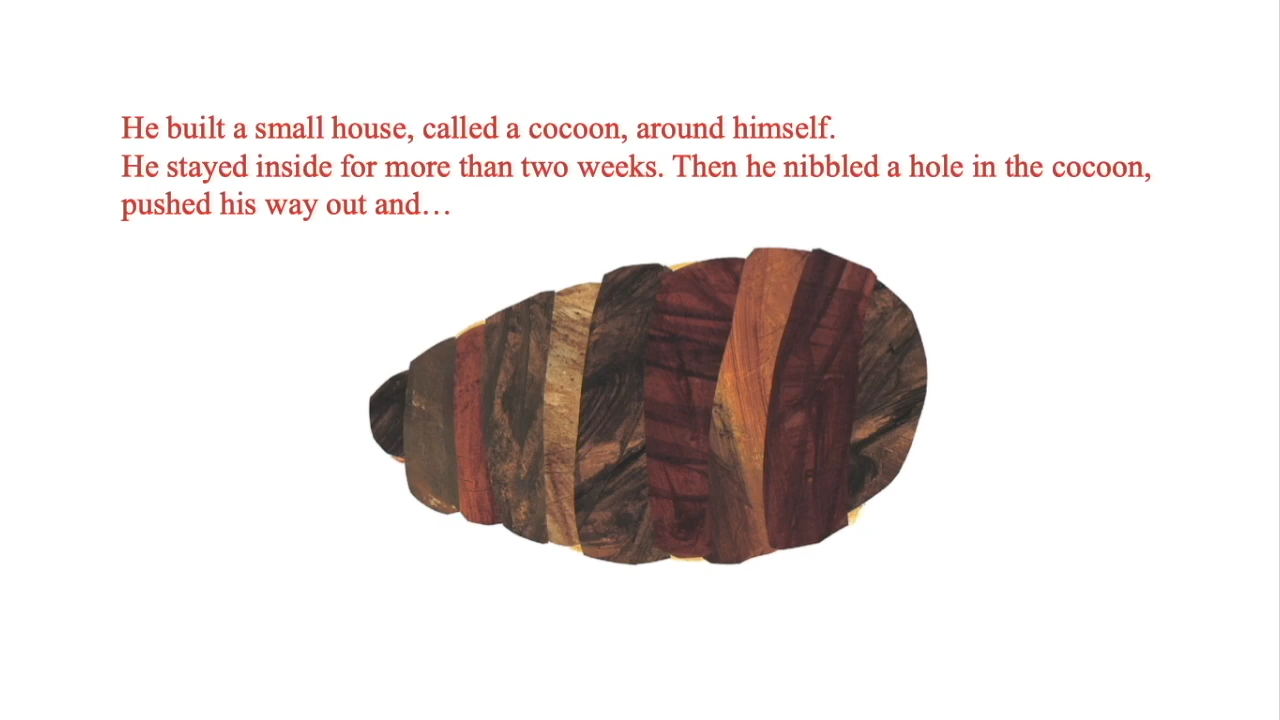 He built a small house, called a cocoon, around himself.
He stayed inside for more than two weeks. Then he nibbled a hole in the cocoon,
pushed his way out and…